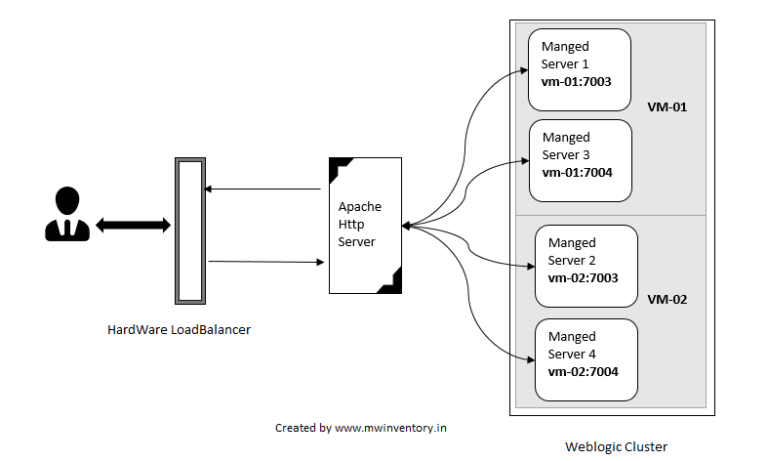 Manged
Server 1
vm-01:7003
VM-01
Manged
Server 3
vm-01:7004
Apache
Http
Server
Manged
Server 2
vm-02:7003
VM-02
Manged
Server 4
vm-02:7004
HardWare LoadBalancer
Created by www.mwinventory.in
Weblogic Cluster